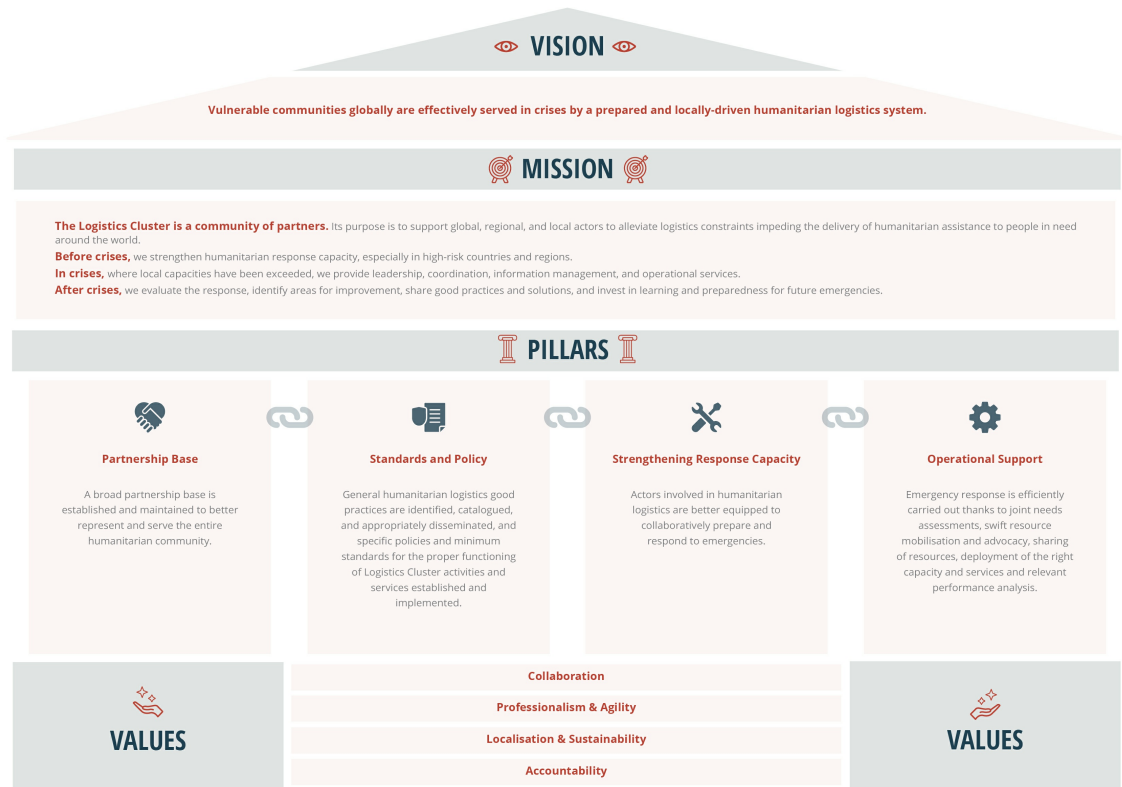 VISION
Vulnerable communities globally are effectively served in crises by a prepared and locally-driven humanitarian logistics system.
MISSION
The Logistics Cluster is a community of partners. Its purpose is to support global, regional, and local actors to alleviate logistics constraints impeding the delivery of humanitarian assistance to people in need
around the world.
Before crises, we strengthen humanitarian response capacity, especially in high-risk countries and regions.
In crises, where local capacities have been exceeded, we provide leadership, coordination, information management, and operational services.
After crises, we evaluate the response, identify areas for improvement, share good practices and solutions, and invest in learning and preparedness for future emergencies.
PILLARS
Partnership Base
A broad partnership base is
established and maintained to better
represent and serve the entire
humanitarian community.
Standards and Policy
General humanitarian logistics good
practices are identified, catalogued,
and appropriately disseminated, and
specific policies and minimum
standards for the proper functioning
of Logistics Cluster activities and
services established and
implemented.
Strengthening Response Capacity
Actors involved in humanitarian
logistics are better equipped to
collaboratively prepare and
respond to emergencies.
Operational Support
Emergency response is efficiently
carried out thanks to joint needs
assessments, swift resource
mobilisation and advocacy, sharing
of resources, deployment of the right
capacity and services and relevant
performance analysis.
VALUES
Collaboration
Professionalism & Agility
Localisation & Sustainability
Accountability
VALUES